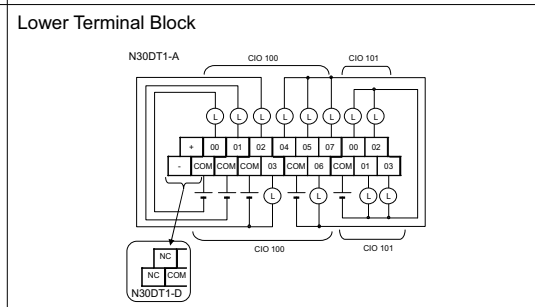 Lower Terminal Block
N30DT1-A
CIO 100 CIO 101
L L L L L L L L
+ 00 01 02 04 05 07 00 02
- COM COM COM 03 COM 06 COM 01 03
L L L L
CIO 100 CIO 101
NC
NC COM
N30DT1-D